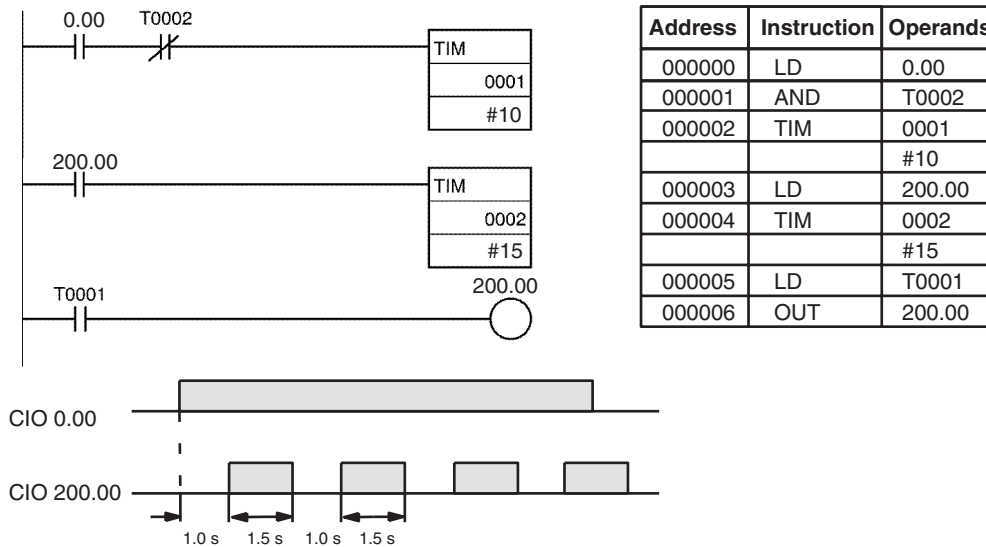 0.00 T0002
TIM
0001
#10
200.00
TIM
0002
#15
200.00
T0001
Address Instruction Operands
000000 LD 0.00
000001 AND T0002
000002 TIM 0001
#10
000003 LD 200.00
000004 TIM 0002
#15
000005 LD T0001
000006 OUT 200.00
CIO 0.00
CIO 200.00
1.0 s 1.5 s 1.0 s 1.5 s